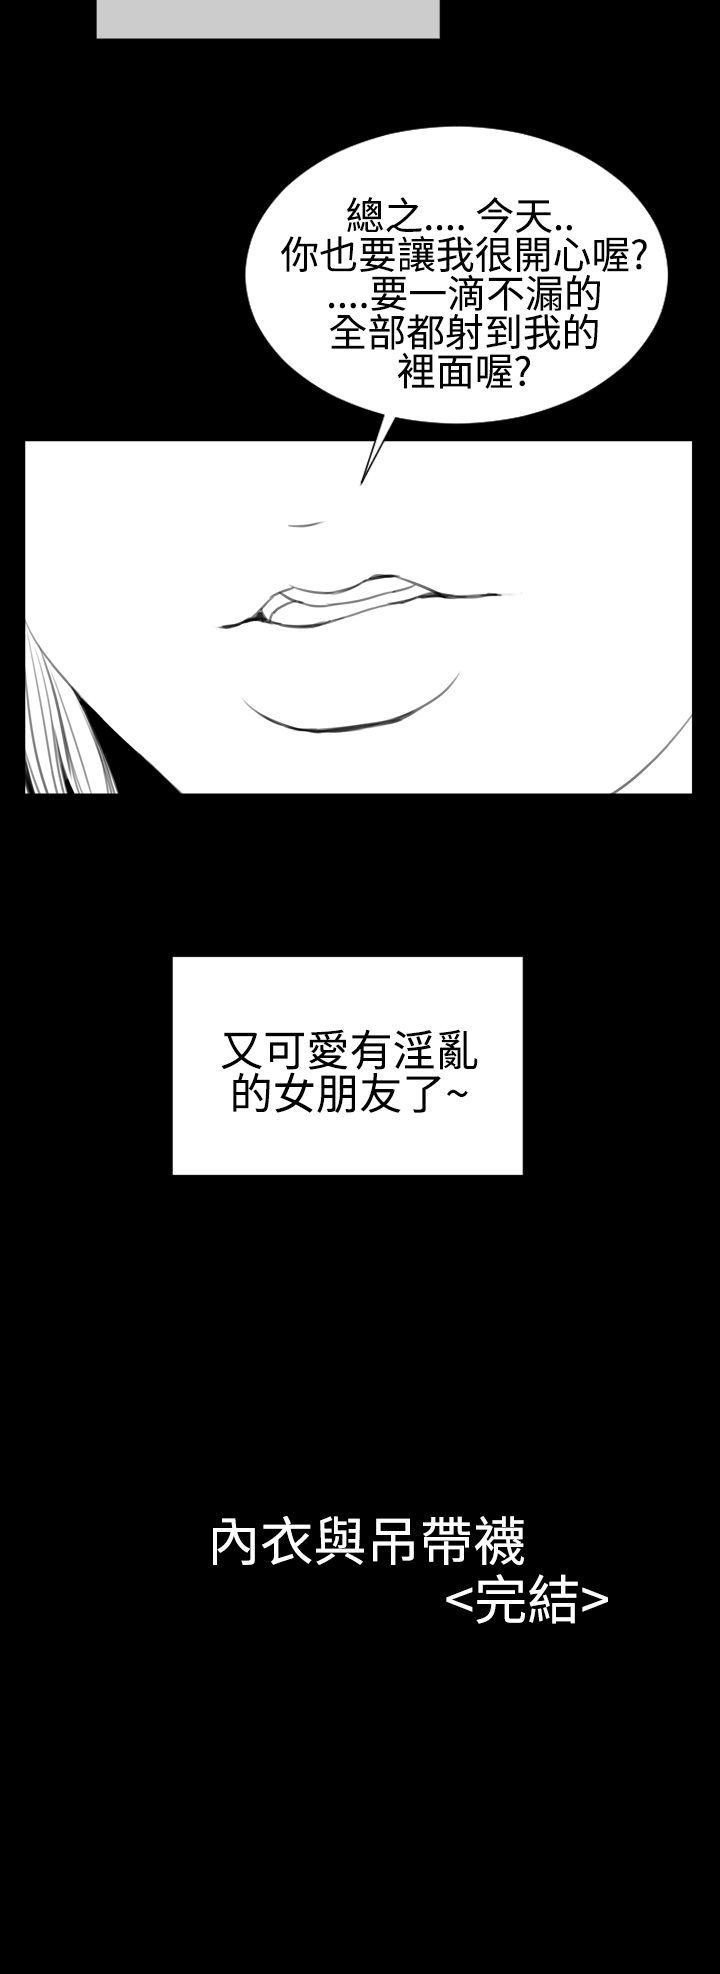 總之.... 今天..
你也要讓我很開心喔?
....要一滴不漏的
全部都射到我的
裡面喔?
又可愛有淫亂
的女朋友了~
內衣與吊帶襪
<完結>